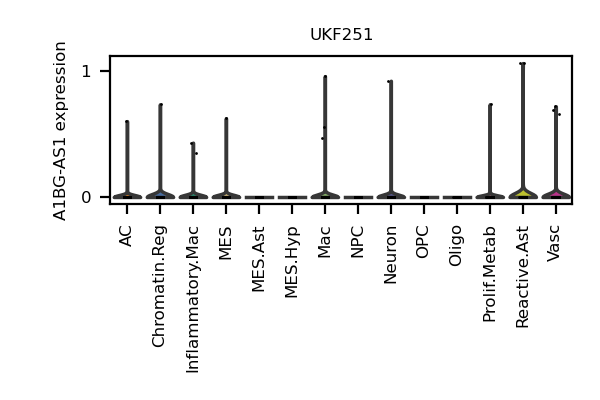 UKF251
A1BG-AS1 expression
1
0
AC
Chromatin.Reg
Inflammatory.Mac
MES
MES.Ast
MES.Hyp
Mac
NPC
Neuron
OPC
Oligo
Prolif.Metab
Reactive.Ast
Vasc